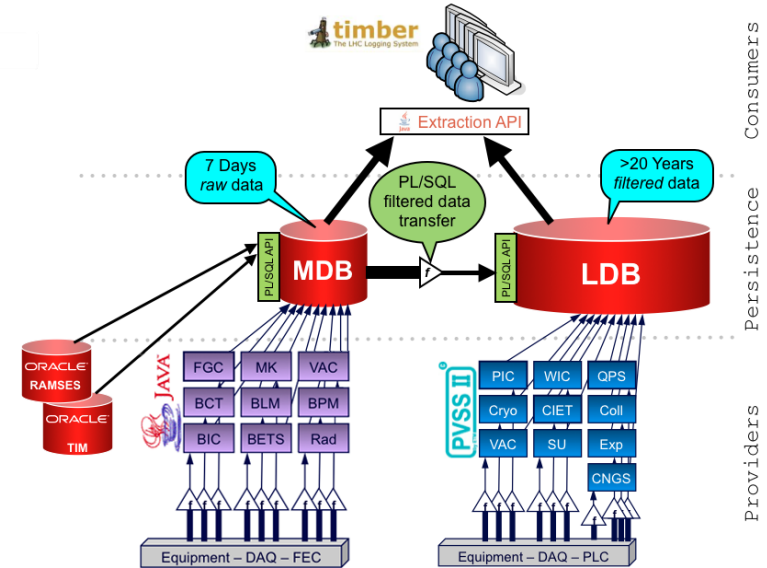 timber
The LHC Logging System
Consumers
Java
Extraction API
7 Days
raw data
PL/SQL
filtered data
transfer
>20 Years
filtered data
Persistence
PL/SQL API
MDB
f
PL/SQL API
LDB
ORACLE
RAMSES
ORACLE
TIM
JAVA
FGC MK VAC
BCT BLM BPM
BIC BETS Rad
PVSS II
PIC WIC QPS
Cryo CIET Coll
VAC SU Exp
CNGS
Providers
f f f
f f f
Equipment – DAQ – FEC
Equipment – DAQ – PLC